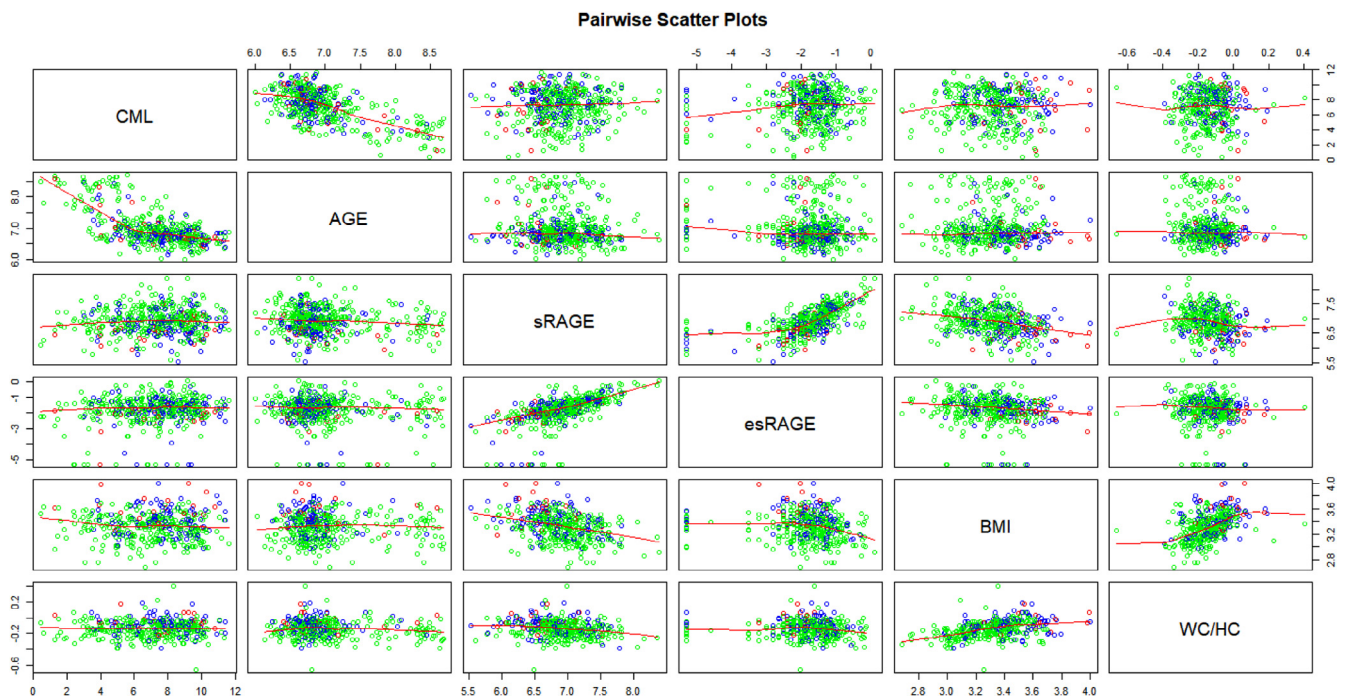 Pairwise Scatter Plots
6.0 6.5 7.0 7.5 8.0 8.5
-5 -4 -3 -2 -1 0
-0.6 -0.4 -0.2 0.0 0.2 0.4
CML
0 2 4 6 8 10 12
6.0 7.0 8.0
AGE
sRAGE
5.5 6.5 7.5
-5 -3 -1 0
esRAGE
BMI
2.8 3.2 3.6 4.0
-0.6 -0.2 0.2
WC/HC
0 2 4 6 8 10 12
5.5 6.0 6.5 7.0 7.5 8.0
2.8 3.0 3.2 3.4 3.6 3.8 4.0